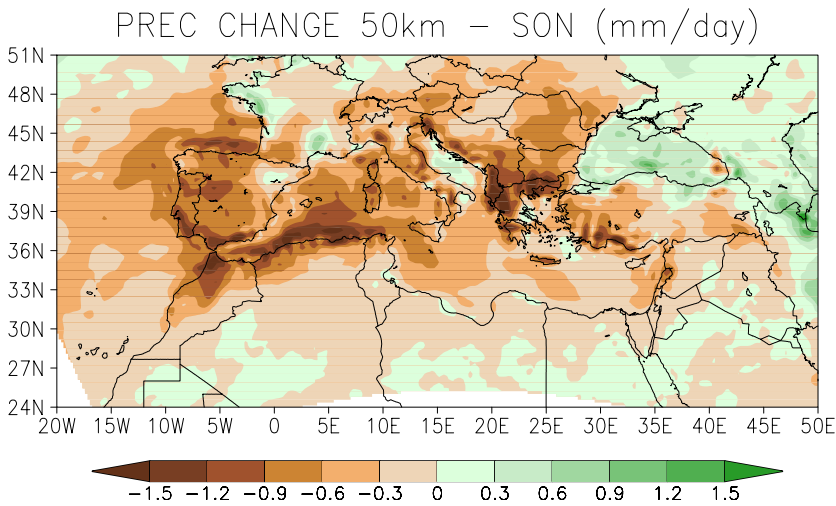 PREC CHANGE 50km – SON (mm/day)
51N
48N
45N
42N
39N
36N
33N
30N
27N
24N
20W 15W 10W 5W 0 5E 10E 15E 20E 25E 30E 35E 40E 45E 50E
−1.5 −1.2 −0.9 −0.6 −0.3 0 0.3 0.6 0.9 1.2 1.5